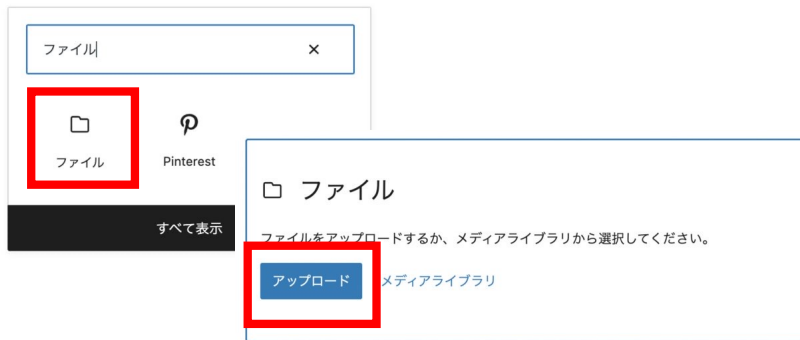 ファイル
ファイル
Pinterest
すべて表示
ファイル
ファイルをアップロードするか、メディアライブラリから選択してください。
アップロード
メディアライブラリ